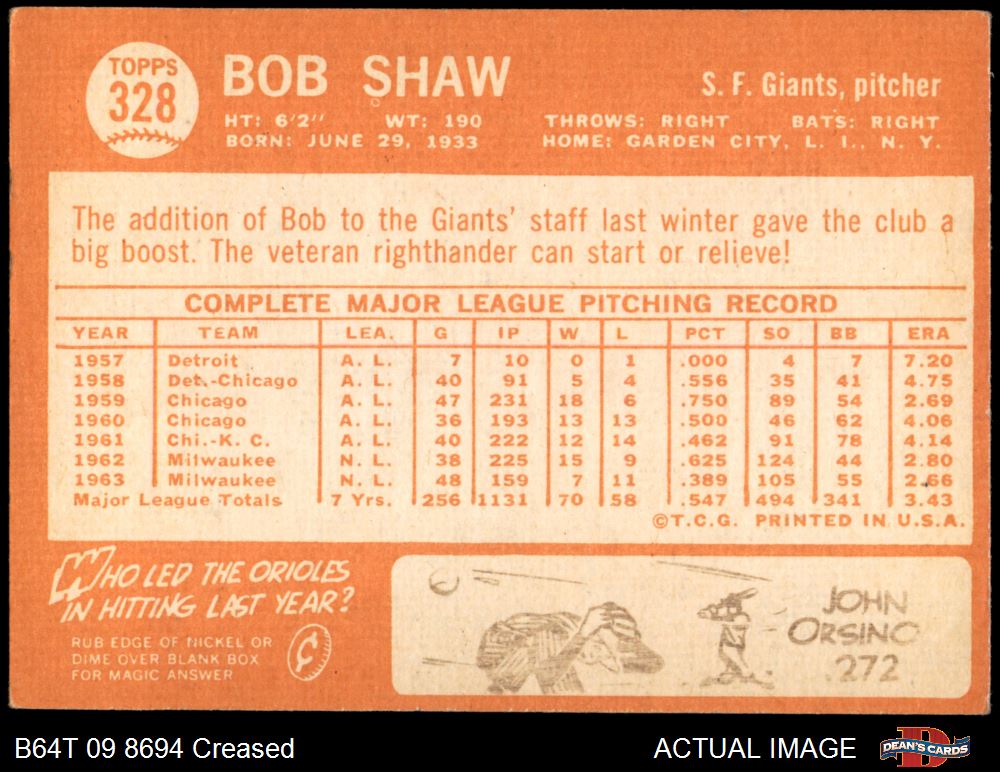 TOPPS
328
BOB SHAW
S. F. Giants, pitcher
HT: 6'2" WT: 190 THROWS: RIGHT BATS: RIGHT
BORN: JUNE 29, 1933 HOME: GARDEN CITY, L. I., N. Y.
The addition of Bob to the Giants' staff last winter gave the club a
big boost. The veteran righthander can start or relieve!
COMPLETE MAJOR LEAGUE PITCHING RECORD
YEAR TEAM LEA. G IP W L PCT SO BB ERA
1957 Detroit A. L. 7 10 0 1 .000 4 7 7.20
1958 Det.-Chicago A. L. 40 91 5 4 .556 35 41 4.75
1959 Chicago A. L. 47 231 18 6 .750 89 54 2.69
1960 Chicago A. L. 36 193 13 13 .500 46 62 4.06
1961 Chi.-K. C. A. L. 40 222 12 14 .462 91 78 4.14
1962 Milwaukee N. L. 38 225 15 9 .625 124 44 2.80
1963 Milwaukee N. L. 48 159 7 11 .389 105 55 2.66
Major League Totals 7 Yrs. 256 1131 70 58 .547 494 341 3.43
©T.C.G. PRINTED IN U.S.A.
WHO LED THE ORIOLES
IN HITTING LAST YEAR?
RUB EDGE OF NICKEL OR
DIME OVER BLANK BOX
FOR MAGIC ANSWER
¢
JOHN
ORSINO
.272
B64T 09 8694 Creased
ACTUAL IMAGE
DEAN'S CARDS